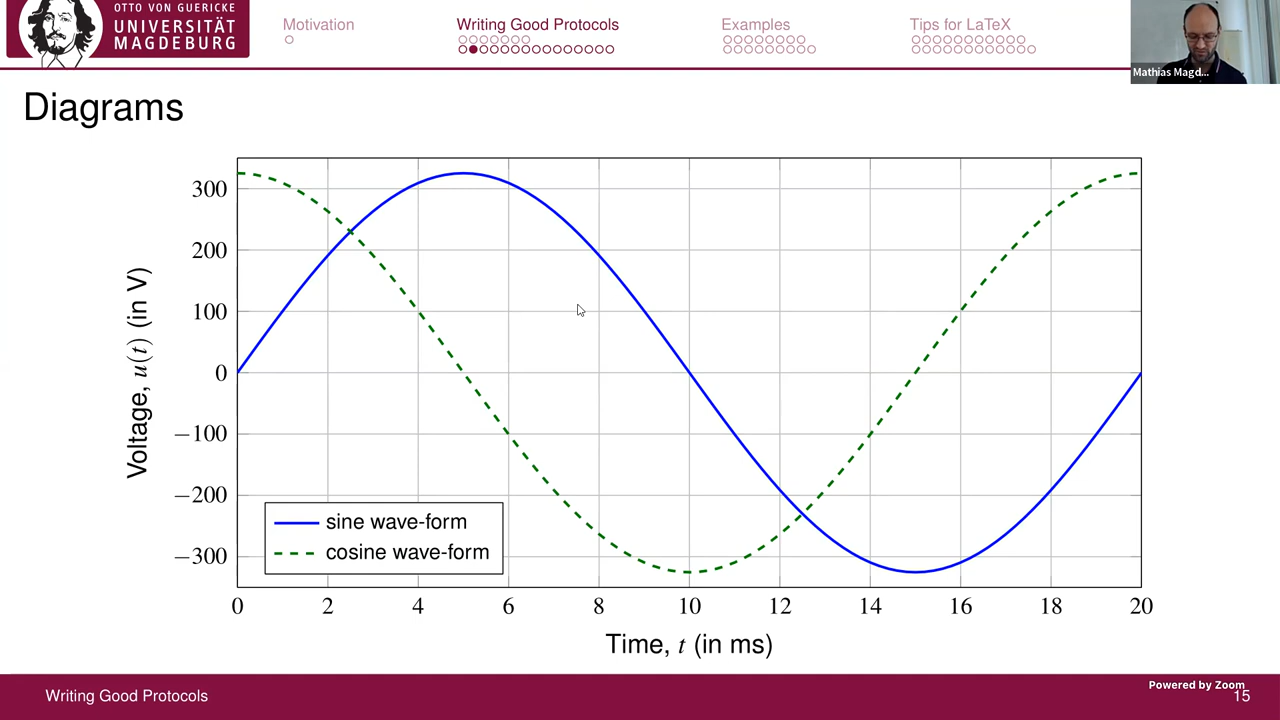 OTTO VON GUERICKE
UNIVERSITÄT
MAGDEBURG
Motivation
Writing Good Protocols
Examples
Tips for LaTeX
Mathias Magd...
Diagrams
Voltage, u(t) (in V)
300
200
100
0
−100
−200
−300
sine wave-form
cosine wave-form
0 2 4 6 8 10 12 14 16 18 20
Time, t (in ms)
Writing Good Protocols
Powered by Zoom
15